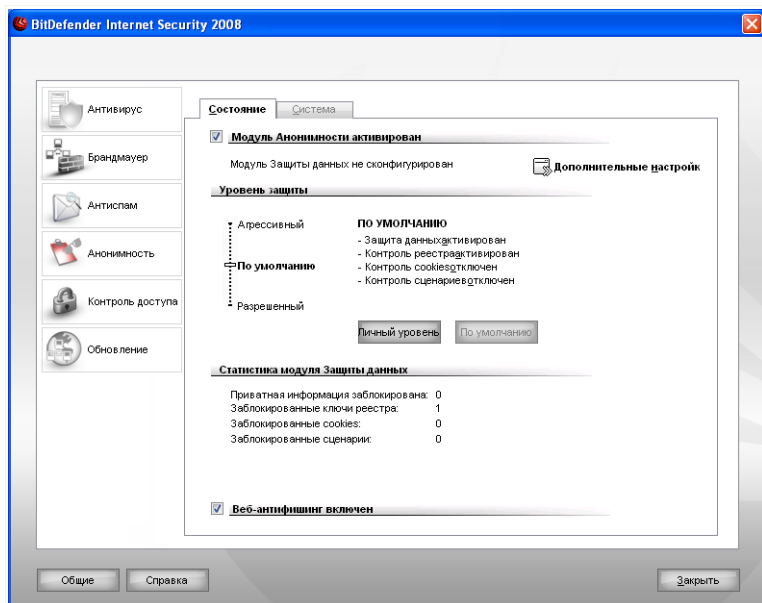 BitDefender Internet Security 2008
Антивирус
Брандмауер
Антиспам
Анонимность
Контроль доступа
Обновление
Состояние
Система
Модуль Анонимности активирован
Модуль Защиты данных не сконфигурирован
Дополнительные настройк
Уровень защиты
Агрессивный
По умолчанию
Разрешенный
ПО УМОЛЧАНИЮ
- Защита данныхактивирован
- Контроль реестраактивирован
- Контроль cookiesотключен
- Контроль сценариевотключен
Личный уровень
По умолчанию
Статистика модуля Защиты данных
Приватная информация заблокирована: 0
Заблокированные ключи реестра: 1
Заблокированные cookies: 0
Заблокированные сценарии: 0
Веб-антифишинг включен
Общие
Справка
Закрыть